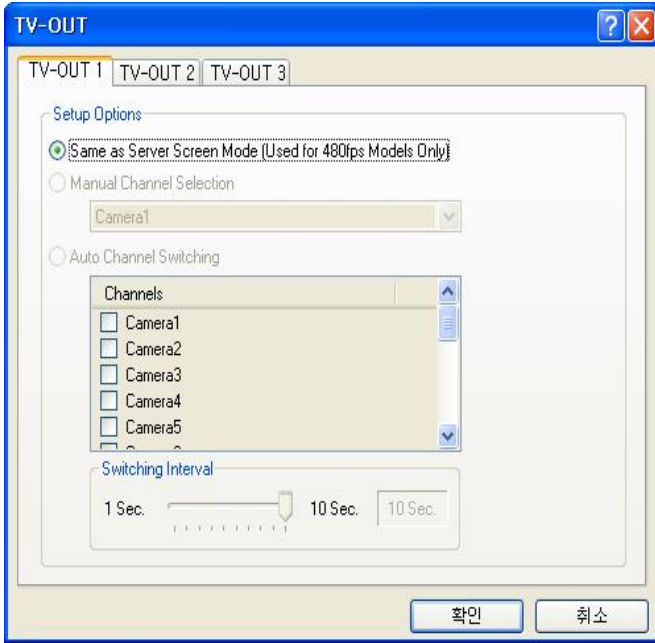 TV-OUT
TV-OUT 1 TV-OUT 2 TV-OUT 3
Setup Options
Same as Server Screen Mode (Used for 480fps Models Only)
Manual Channel Selection
Camera1
Auto Channel Switching
Channels
Camera1
Camera2
Camera3
Camera4
Camera5
Switching Interval
1 Sec. 10 Sec. 10 Sec.
확인 취소